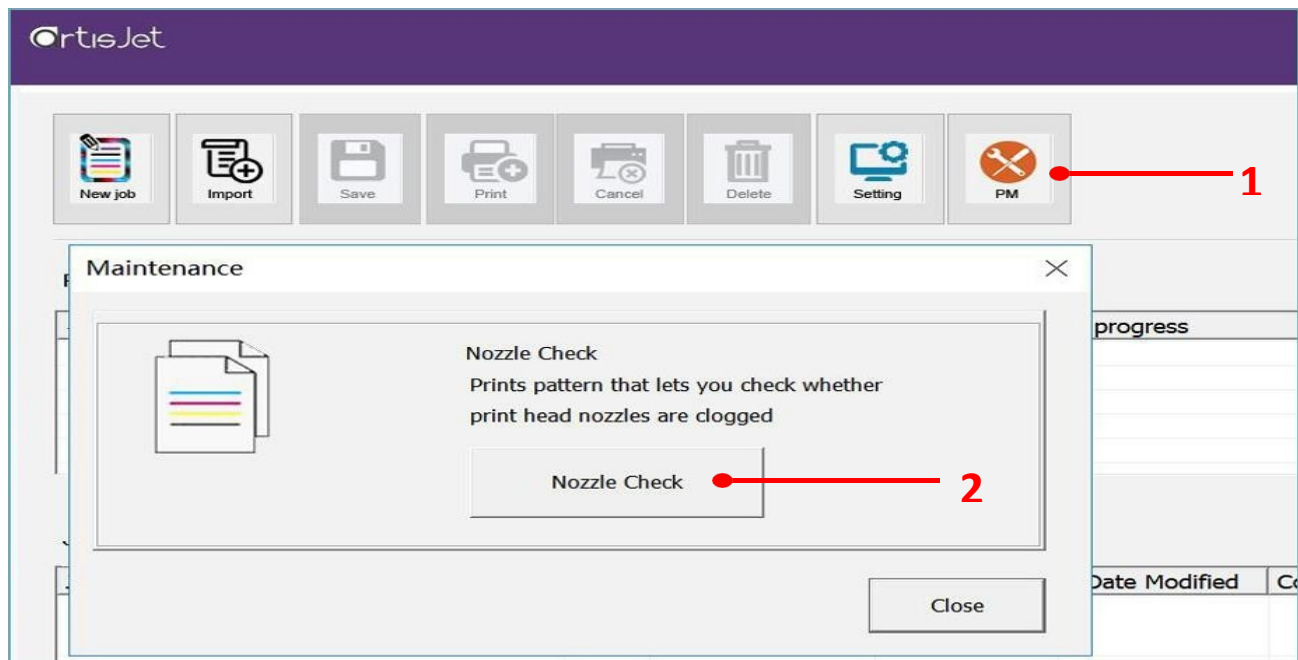 ArtisJet
New job
Import
Save
Print
Cancel
Delete
Setting
PM
1
Maintenance
progress
Nozzle Check
Prints pattern that lets you check whether
print head nozzles are clogged
Nozzle Check
2
Date Modified
Close